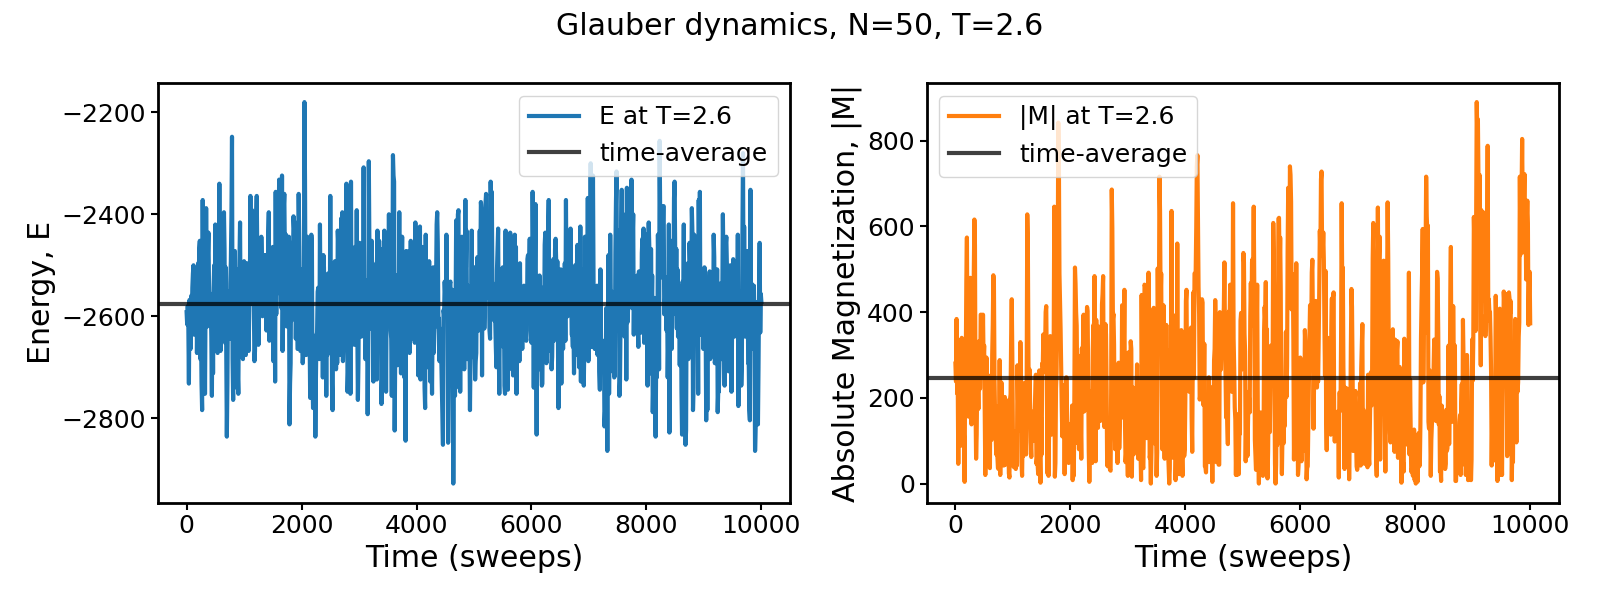 Glauber dynamics, N=50, T=2.6
−2200
−2400
−2600
−2800
Energy, E
E at T=2.6
time-average
0
2000
4000
6000
8000
10000
Time (sweeps)
800
600
400
200
0
Absolute Magnetization, |M|
|M| at T=2.6
time-average
0
2000
4000
6000
8000
10000
Time (sweeps)